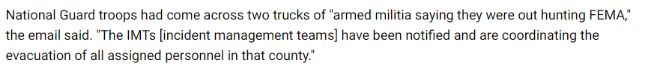 National Guard troops had come across two trucks of "armed militia saying they were out hunting FEMA,"
the email said. "The IMTs [incident management teams] have been notified and are coordinating the
evacuation of all assigned personnel in that county."